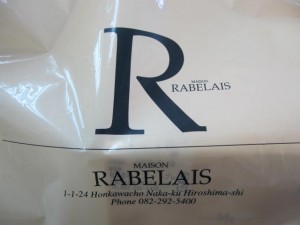 R
MAISON
RABELAIS
MAISON
RABELAIS
1-1-24 Honkawacho Naka-ku Hiroshima-shi
Phone 082-292-5400